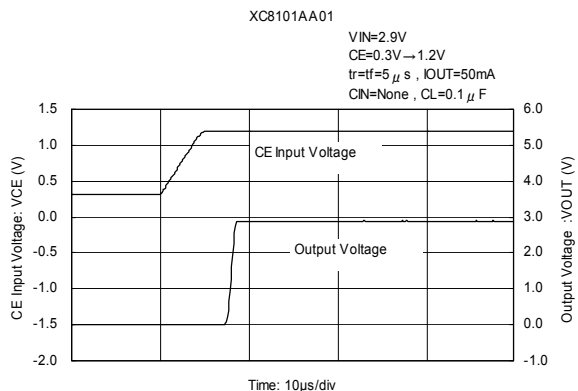 XC8101AA01
VIN=2.9V
CE=0.3V→1.2V
tr=tf=5μs , IOUT=50mA
CIN=None , CL=0.1μF
CE Input Voltage: VCE (V)
1.5
1.0
0.5
0.0
-0.5
-1.0
-1.5
-2.0
CE Input Voltage
Output Voltage
6.0
5.0
4.0
3.0
2.0
1.0
0.0
-1.0
Output Voltage :VOUT (V)
Time: 10μs/div